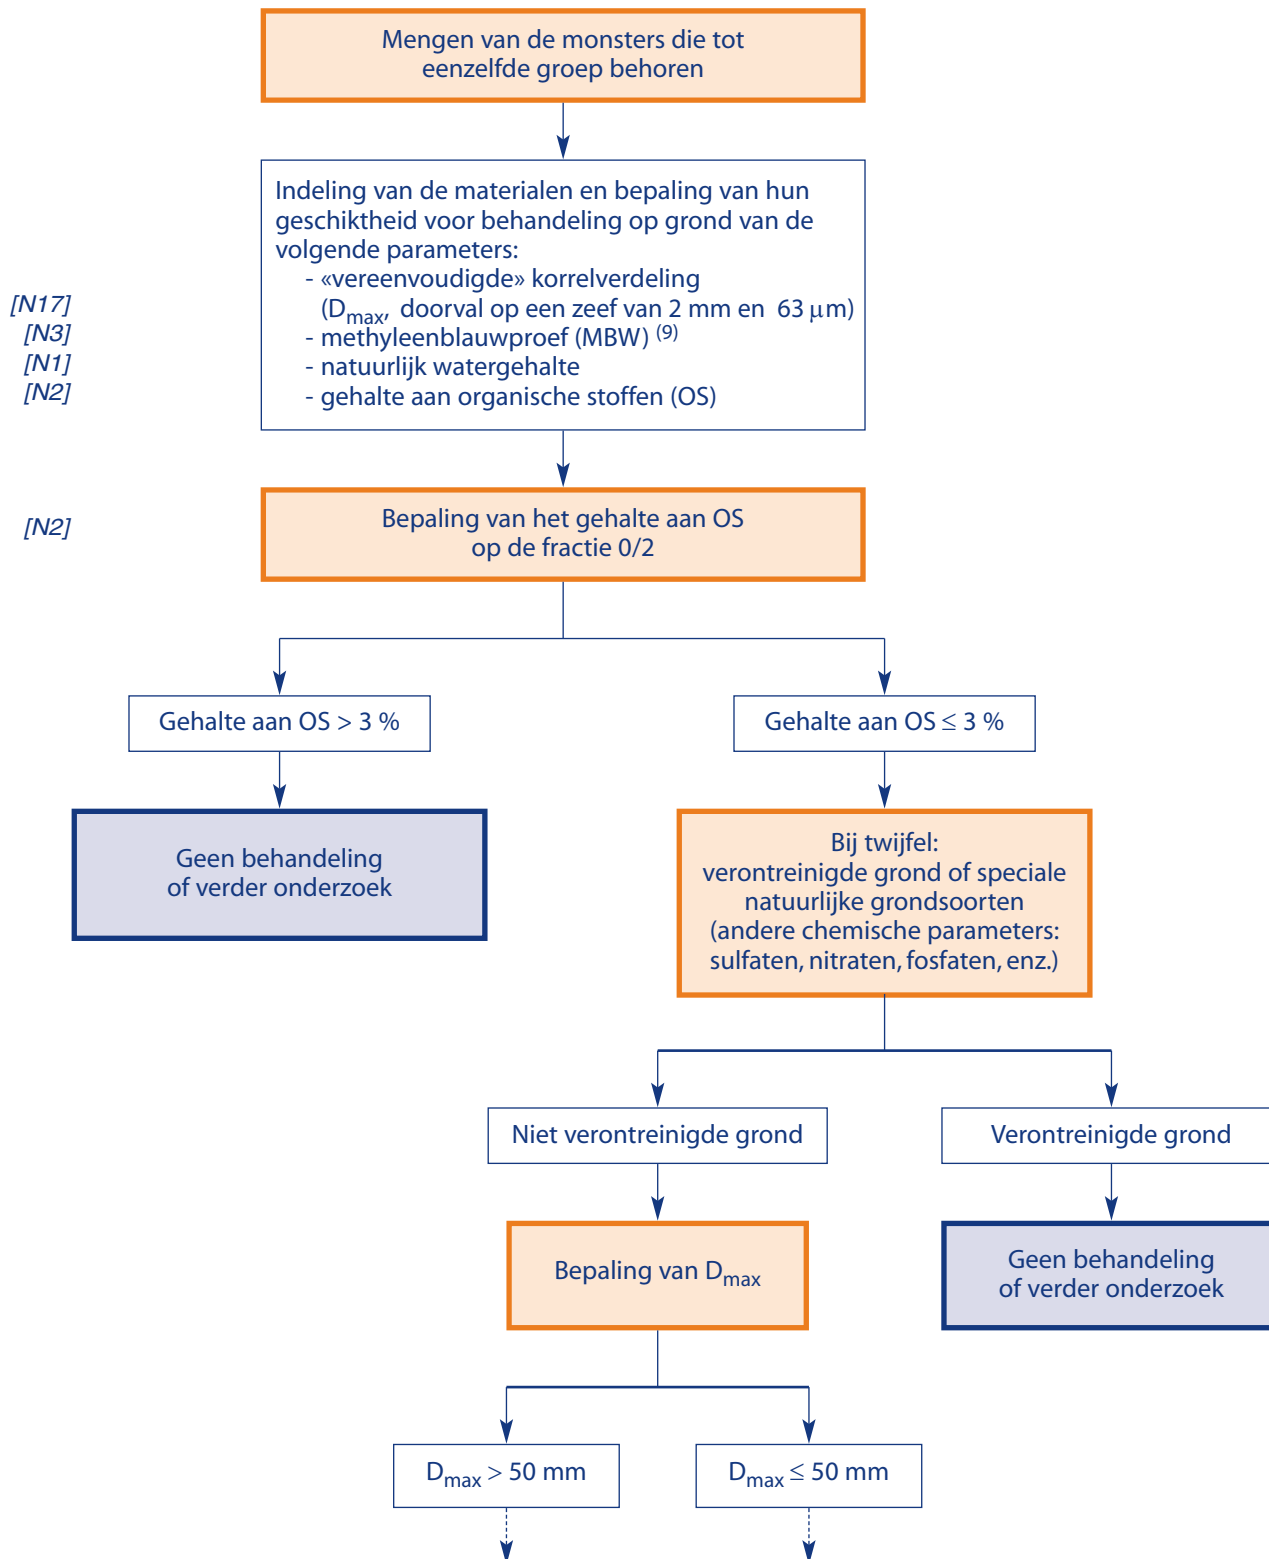 Mengen van de monsters die tot
eenzelfde groep behoren
Indeling van de materialen en bepaling van hun
geschiktheid voor behandeling op grond van de
volgende parameters:
- «vereenvoudigde» korrelverdeling
[N17] (Dmax, doorval op een zeef van 2 mm en 63 µm)
[N3] - methyleenblauwproef (MBW) (9)
[N1] - natuurlijk watergehalte
[N2] - gehalte aan organische stoffen (OS)
[N2]
Bepaling van het gehalte aan OS
op de fractie 0/2
Gehalte aan OS > 3 %
Gehalte aan OS ≤ 3 %
Geen behandeling
of verder onderzoek
Bij twijfel:
verontreinigde grond of speciale
natuurlijke grondsoorten
(andere chemische parameters:
sulfaten, nitraten, fosfaten, enz.)
Niet verontreinigde grond
Verontreinigde grond
Bepaling van Dmax
Geen behandeling
of verder onderzoek
Dmax > 50 mm
Dmax ≤ 50 mm